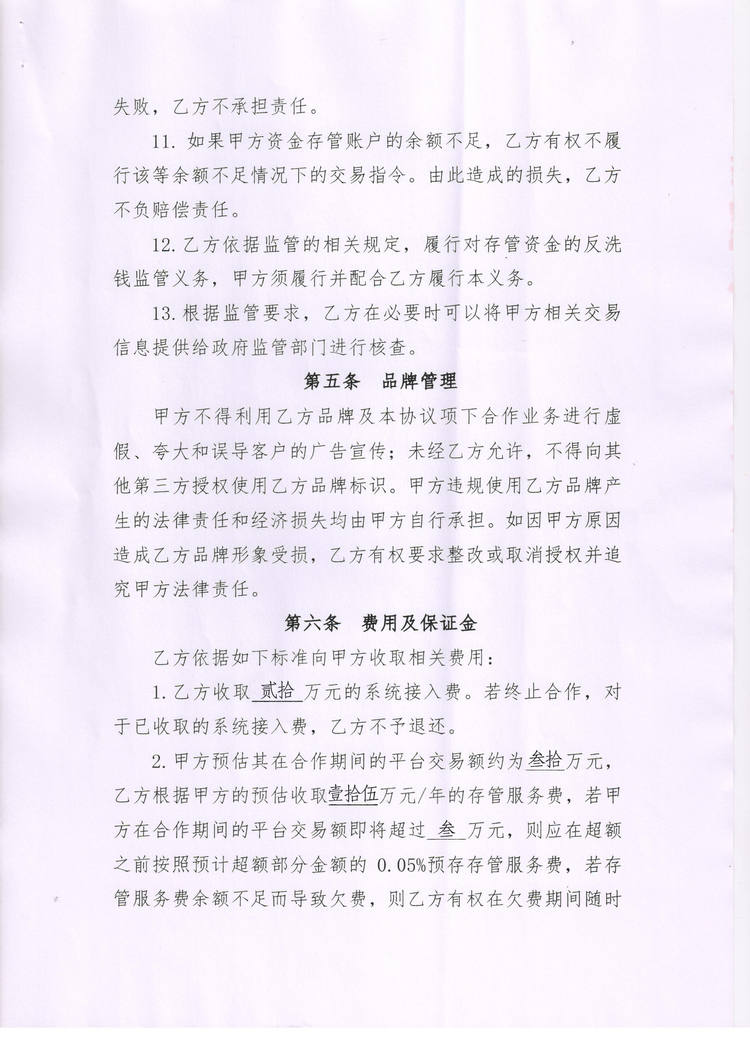 失败，乙方不承担责任。
11. 如果甲方资金存管账户的余额不足，乙方有权不履
行该等余额不足情况下的交易指令。由此造成的损失，乙方
不负赔偿责任。
12.乙方依据监管的相关规定，履行对存管资金的反洗
钱监管义务，甲方须履行并配合乙方履行本义务。
13.根据监管要求，乙方在必要时可以将甲方相关交易
信息提供给政府监管部门进行核查。
第五条 品牌管理
甲方不得利用乙方品牌及本协议项下合作业务进行虚
假、夸大和误导客户的广告宣传；未经乙方允许，不得向其
他第三方授权使用乙方品牌标识。甲方违规使用乙方品牌产
生的法律责任和经济损失均由甲方自行承担。如因甲方原因
造成乙方品牌形象受损，乙方有权要求整改或取消授权并追
究甲方法律责任。
第六条 费用及保证金
乙方依据如下标准向甲方收取相关费用：
1.乙方收取 贰拾 万元的系统接入费。若终止合作，对
于已收取的系统接入费，乙方不予退还。
2.甲方预估其在合作期间的平台交易额约为叁拾万元，
乙方根据甲方的预估收取壹拾伍万元/年的存管服务费，若甲
方在合作期间的平台交易额即将超过 叁 万元，则应在超额
之前按照预计超额部分金额的 0.05%预存存管服务费，若存
管服务费余额不足而导致欠费，则乙方有权在欠费期间随时